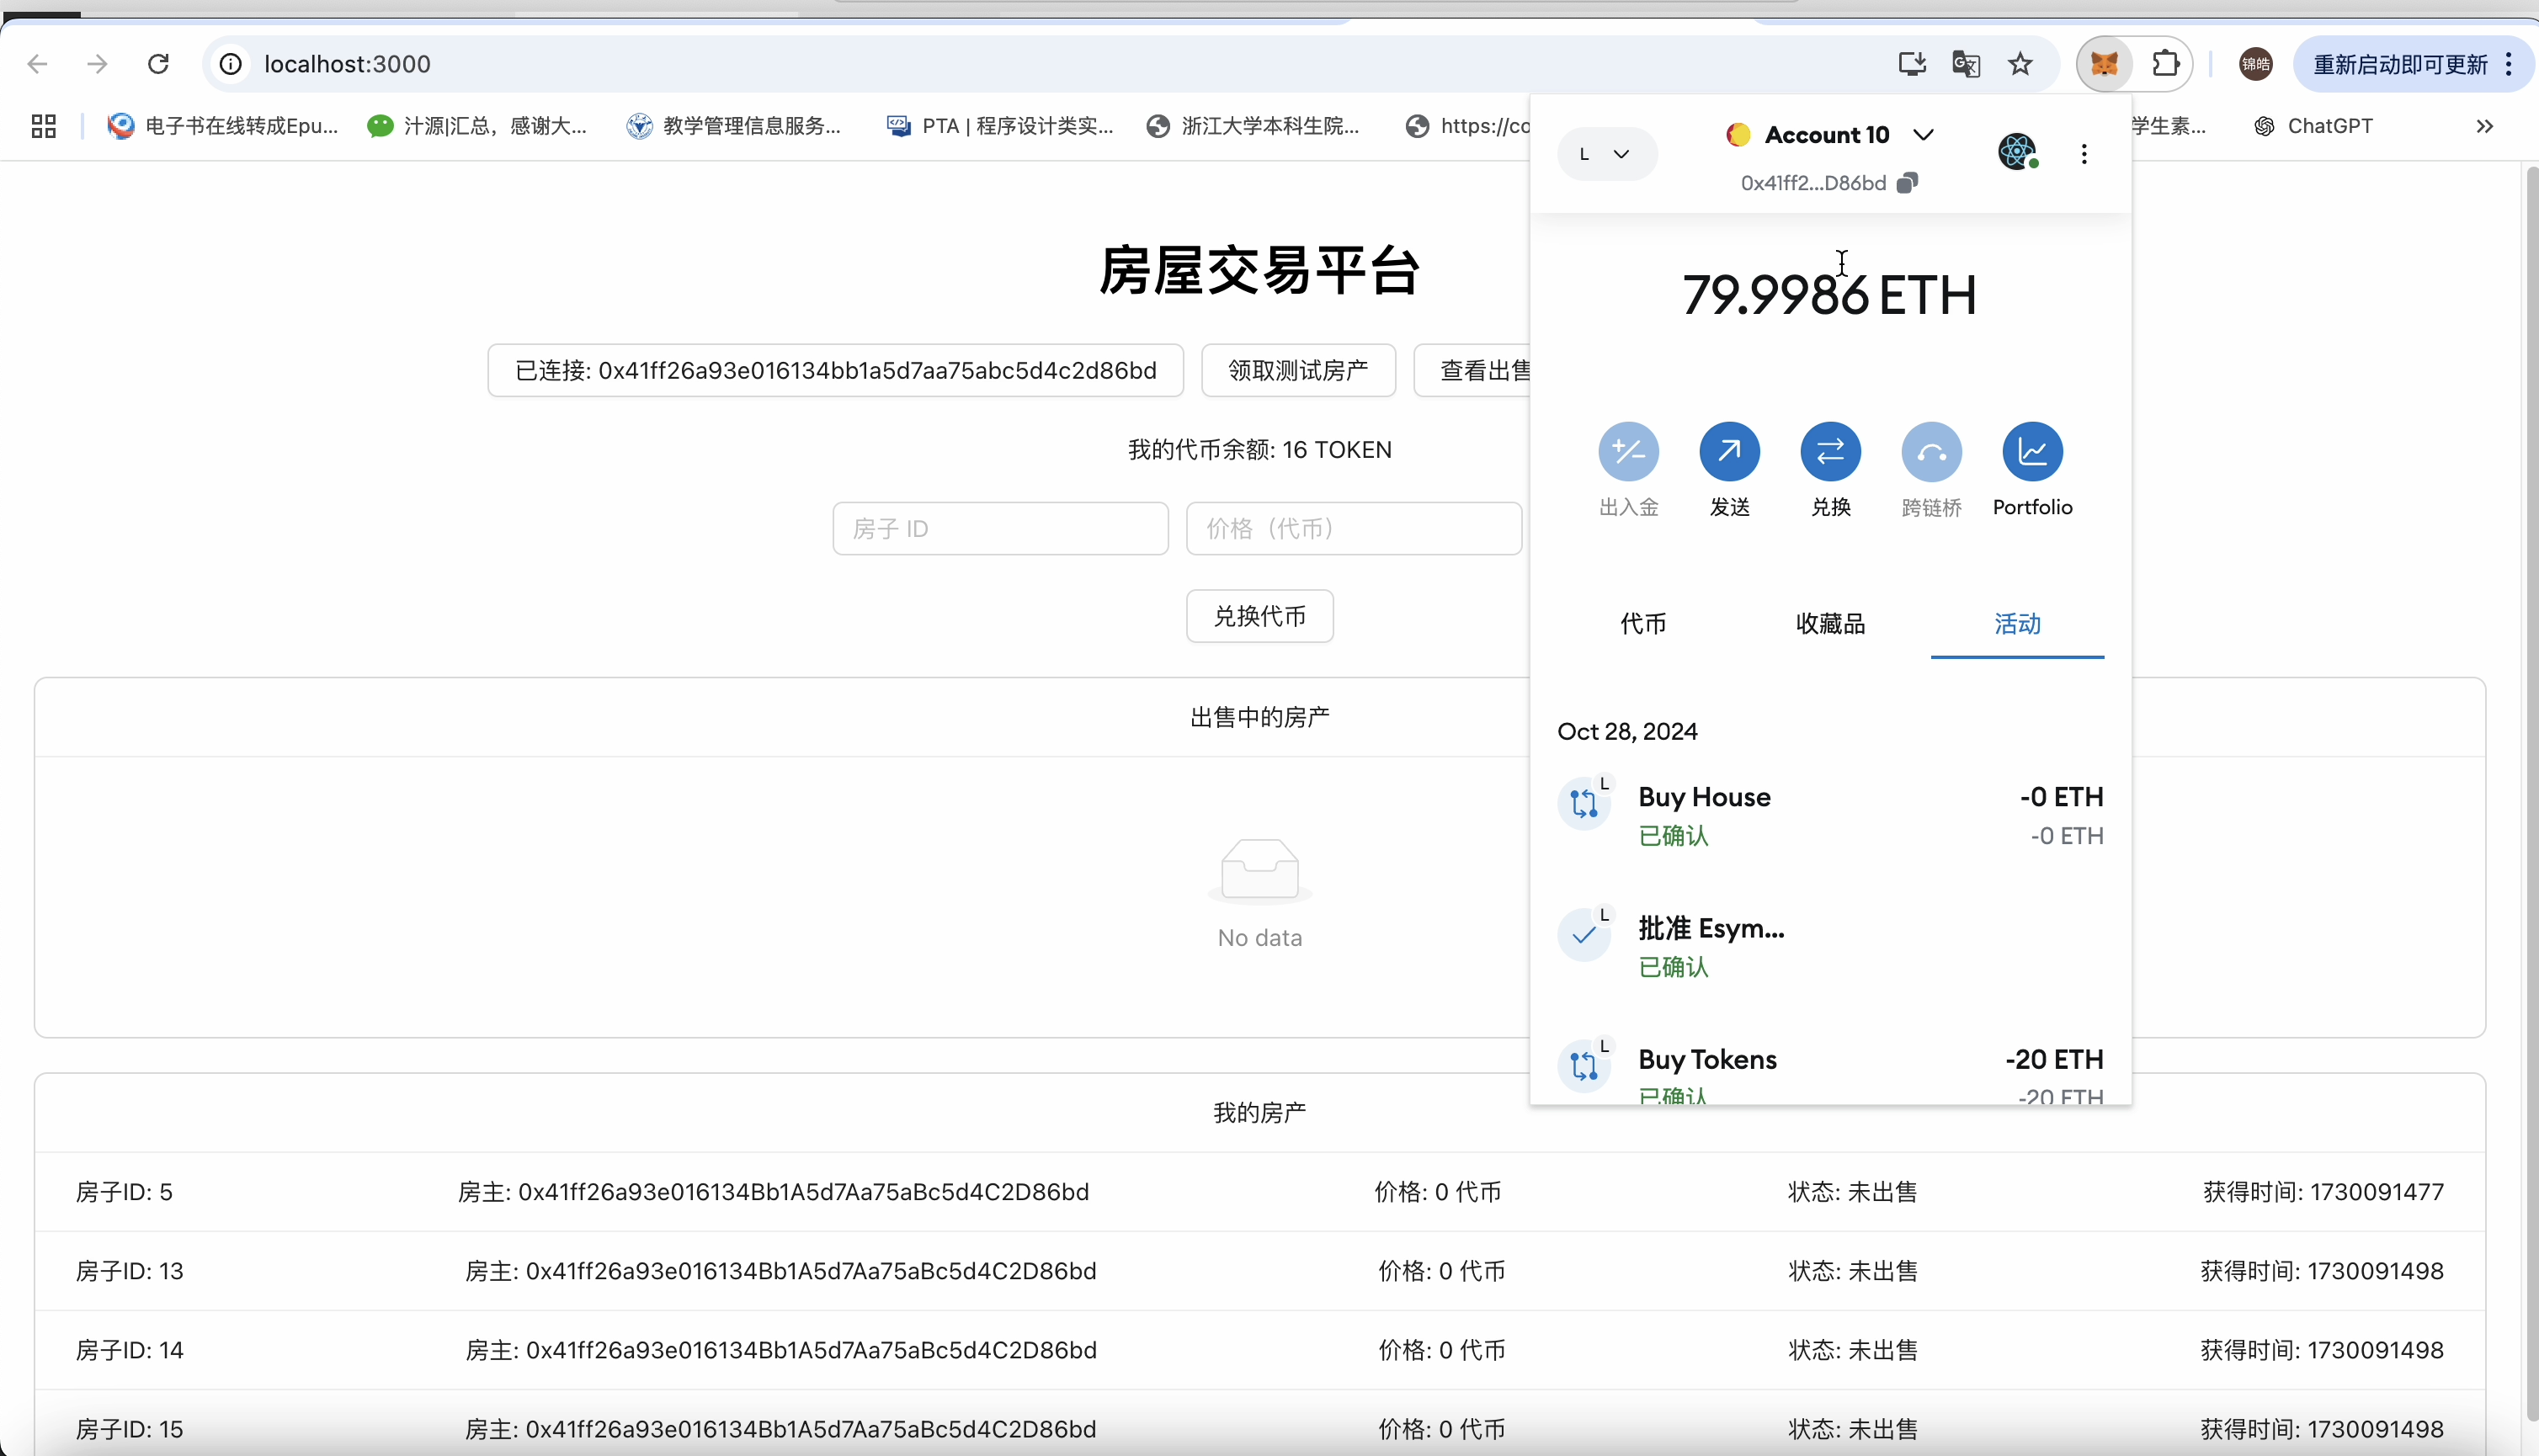 localhost:3000
锦皓
重新启动即可更新
电子书在线转成Epu...
汁源|汇总，感谢大...
教学管理信息服务...
PTA | 程序设计类实...
浙江大学本科生院...
https://co
学生素...
ChatGPT
L
Account 10
0x41ff2...D86bd
79.9986 ETH
出入金
发送
兑换
跨链桥
Portfolio
代币
收藏品
活动
Oct 28, 2024
L
Buy House
-0 ETH
已确认
-0 ETH
L
批准 Esym...
已确认
L
Buy Tokens
-20 ETH
已确认
-20 ETH
房屋交易平台
已连接: 0x41ff26a93e016134bb1a5d7aa75abc5d4c2d86bd
领取测试房产
查看出售
我的代币余额: 16 TOKEN
房子 ID
价格（代币）
兑换代币
出售中的房产
No data
我的房产
房子ID: 5 房主: 0x41ff26a93e016134Bb1A5d7Aa75aBc5d4C2D86bd 价格: 0 代币 状态: 未出售 获得时间: 1730091477
房子ID: 13 房主: 0x41ff26a93e016134Bb1A5d7Aa75aBc5d4C2D86bd 价格: 0 代币 状态: 未出售 获得时间: 1730091498
房子ID: 14 房主: 0x41ff26a93e016134Bb1A5d7Aa75aBc5d4C2D86bd 价格: 0 代币 状态: 未出售 获得时间: 1730091498
房子ID: 15 房主: 0x41ff26a93e016134Bb1A5d7Aa75aBc5d4C2D86bd 价格: 0 代币 状态: 未出售 获得时间: 1730091498